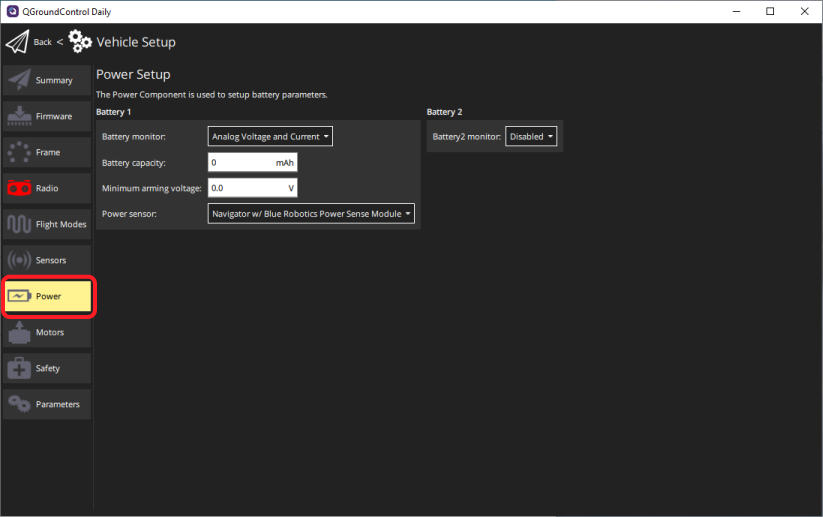 QGroundControl Daily
Back < Vehicle Setup
Summary
Firmware
Frame
Radio
Flight Modes
Sensors
Power
Motors
Safety
Parameters
Power Setup
The Power Component is used to setup battery parameters.
Battery 1
Battery monitor: Analog Voltage and Current
Battery capacity: 0 mAh
Minimum arming voltage: 0.0 V
Power sensor: Navigator w/ Blue Robotics Power Sense Module
Battery 2
Battery2 monitor: Disabled